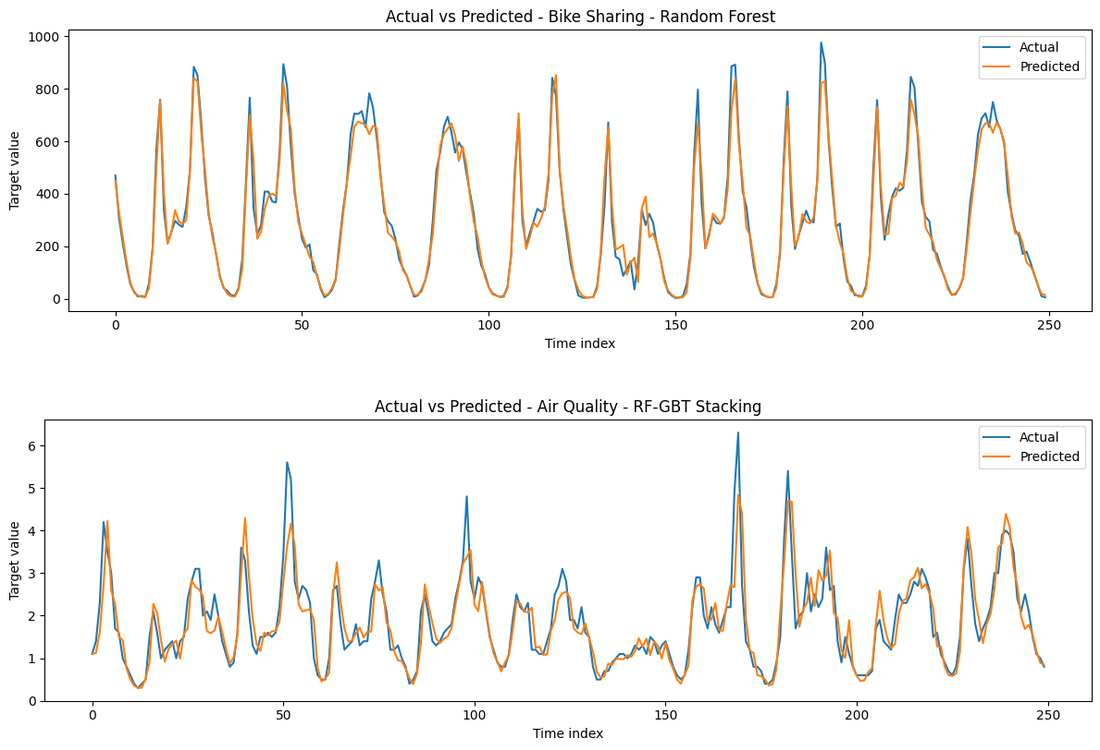 Actual vs Predicted - Bike Sharing - Random Forest
1000
800
600
400
200
0
Target value
Actual
Predicted
0 50 100 150 200 250
Time index
Actual vs Predicted - Air Quality - RF-GBT Stacking
6
5
4
3
2
1
0
Target value
Actual
Predicted
0 50 100 150 200 250
Time index